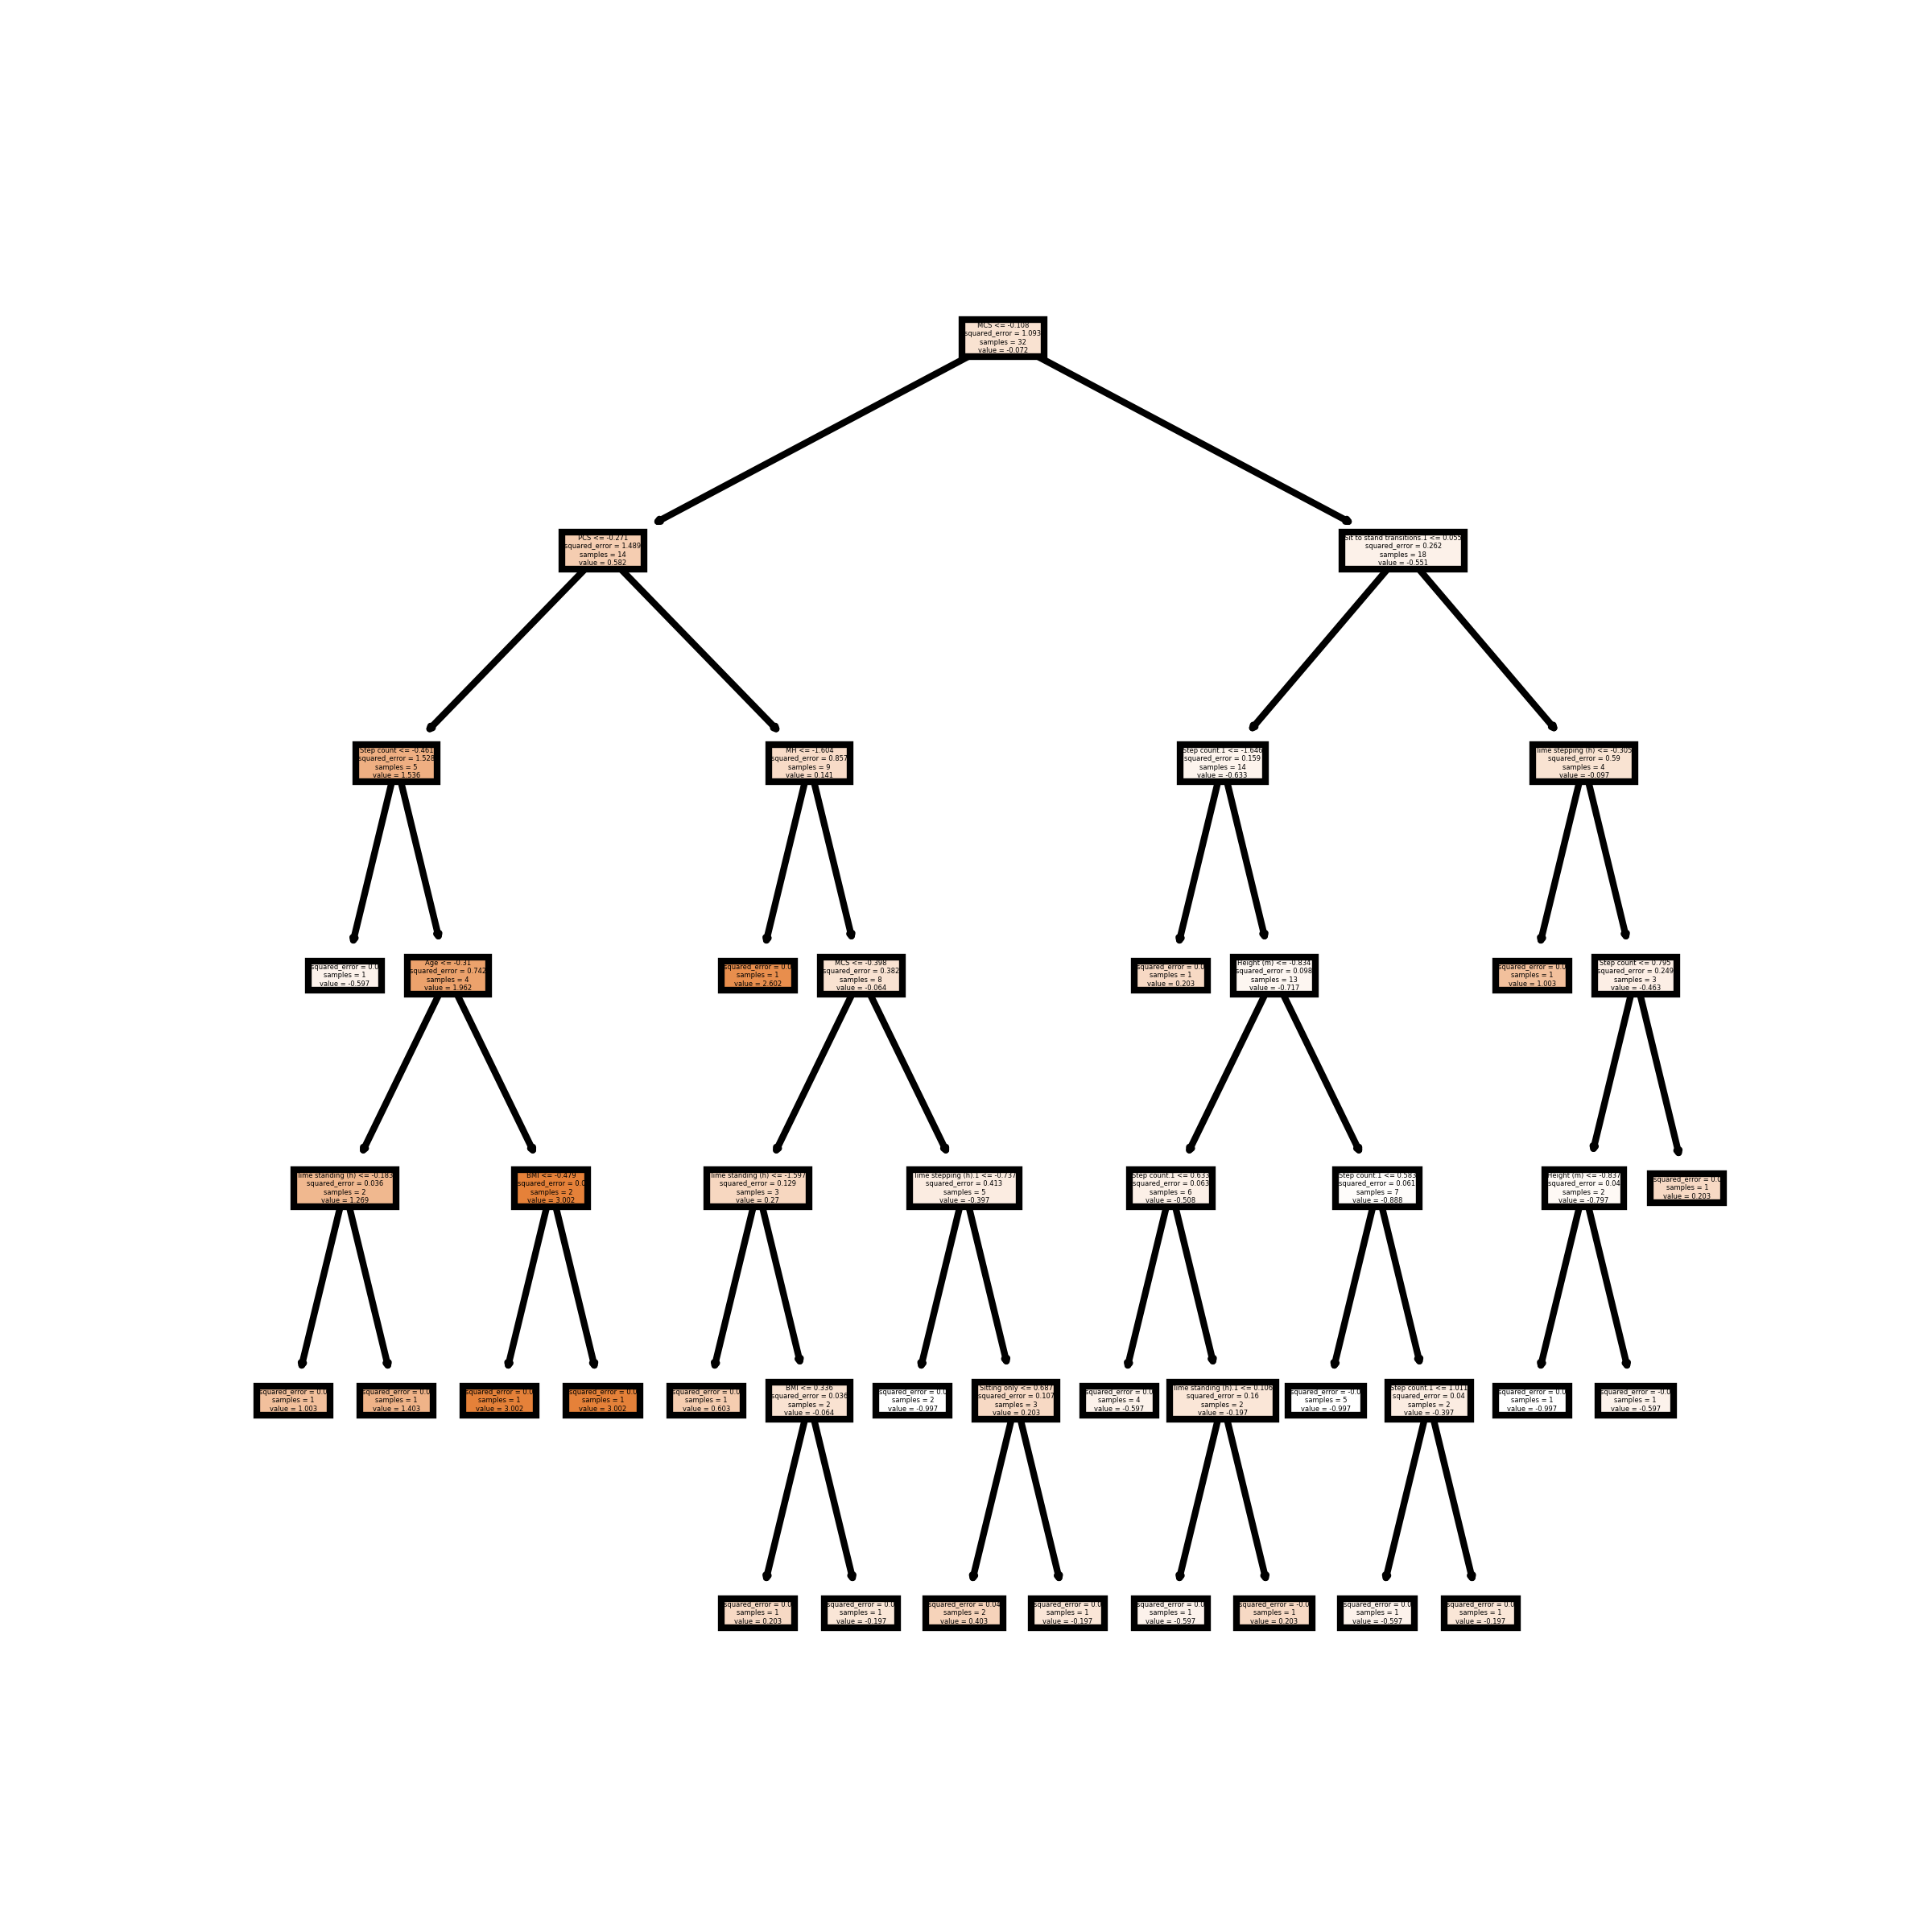 MCS <= -0.108
squared_error = 1.093
samples = 32
value = -0.072
PCS <= -0.271
squared_error = 1.489
samples = 14
value = 0.582
Sit to stand transitions.1 <= 0.055
squared_error = 0.262
samples = 18
value = -0.551
Step count <= -0.461
squared_error = 1.528
samples = 5
value = 1.536
MH <= -1.604
squared_error = 0.857
samples = 9
value = 0.141
Step count.1 <= -1.646
squared_error = 0.159
samples = 14
value = -0.633
Time stepping (h) <= -0.305
squared_error = 0.59
samples = 4
value = -0.097
squared_error = 0.0
samples = 1
value = -0.597
Age <= -0.31
squared_error = 0.742
samples = 4
value = 1.962
squared_error = 0.0
samples = 1
value = 2.602
MCS <= -0.398
squared_error = 0.382
samples = 8
value = -0.064
squared_error = 0.0
samples = 1
value = 0.203
Height (m) <= -0.834
squared_error = 0.098
samples = 13
value = -0.717
squared_error = 0.0
samples = 1
value = 1.003
Step count <= 0.795
squared_error = 0.249
samples = 3
value = -0.463
Time standing (h) <= -0.183
squared_error = 0.036
samples = 2
value = 1.269
BMI <= -0.479
squared_error = 0.0
samples = 2
value = 3.002
Time standing (h) <= -1.597
squared_error = 0.129
samples = 3
value = 0.27
Time stepping (h).1 <= -0.737
squared_error = 0.413
samples = 5
value = -0.397
Step count.1 <= 0.633
squared_error = 0.063
samples = 6
value = -0.508
Step count.1 <= 0.583
squared_error = 0.061
samples = 7
value = -0.888
Height (m) <= -0.837
squared_error = 0.04
samples = 2
value = -0.797
squared_error = 0.0
samples = 1
value = 0.203
squared_error = 0.0
samples = 1
value = 1.003
squared_error = 0.0
samples = 1
value = 1.403
squared_error = 0.0
samples = 1
value = 3.002
squared_error = 0.0
samples = 1
value = 3.002
squared_error = 0.0
samples = 1
value = 0.603
BMI <= 0.336
squared_error = 0.036
samples = 2
value = -0.064
squared_error = 0.0
samples = 2
value = -0.997
Sitting only <= 0.687
squared_error = 0.107
samples = 3
value = 0.203
squared_error = 0.0
samples = 4
value = -0.597
Time standing (h).1 <= 0.106
squared_error = 0.16
samples = 2
value = -0.197
squared_error = -0.0
samples = 5
value = -0.997
Step count.1 <= 1.011
squared_error = 0.04
samples = 2
value = -0.397
squared_error = 0.0
samples = 1
value = -0.997
squared_error = -0.0
samples = 1
value = -0.597
squared_error = 0.0
samples = 1
value = 0.203
squared_error = 0.0
samples = 1
value = -0.197
squared_error = 0.04
samples = 2
value = 0.403
squared_error = 0.0
samples = 1
value = -0.197
squared_error = 0.0
samples = 1
value = -0.597
squared_error = -0.0
samples = 1
value = 0.203
squared_error = 0.0
samples = 1
value = -0.597
squared_error = 0.0
samples = 1
value = -0.197